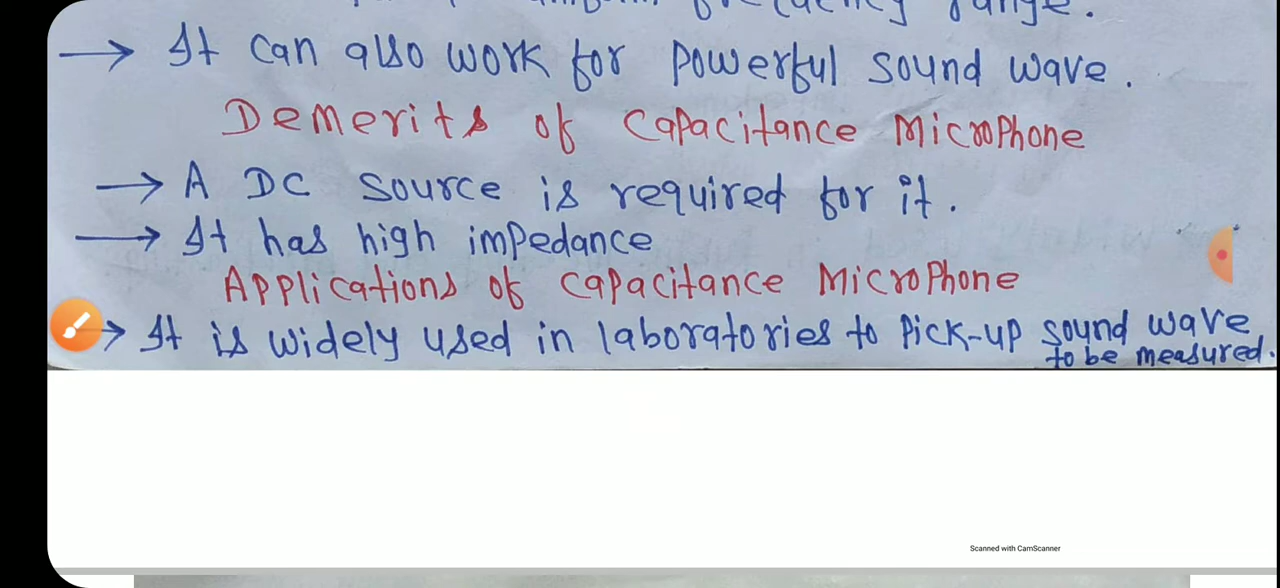 range.
→ It can also work for powerful sound wave.
Demerits of Capacitance Microphone
→ A DC source is required for it.
→ It has high impedance
Applications of Capacitance Microphone
→ It is widely used in laboratories to pick-up sound wave
to be measured.
Scanned with CamScanner